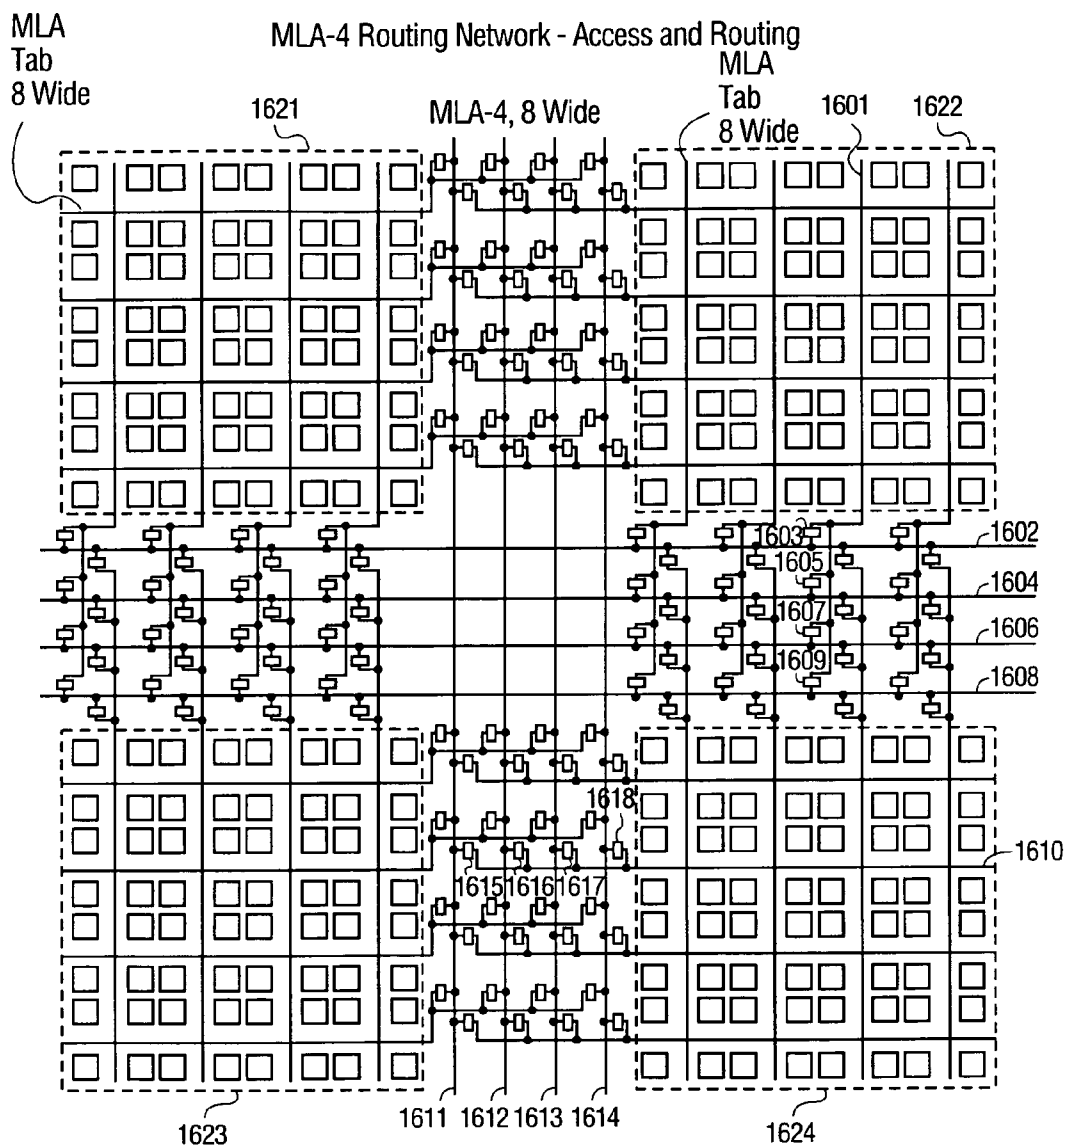 MLA-4 Routing Network - Access and Routing
MLA
Tab
8 Wide
1621
MLA-4, 8 Wide
MLA
Tab
8 Wide
1601
1622
1603
1602
1605
1604
1607
1606
1609
1608
1618
1610
1615
1616
1617
1611
1612
1613
1614
1623
1624